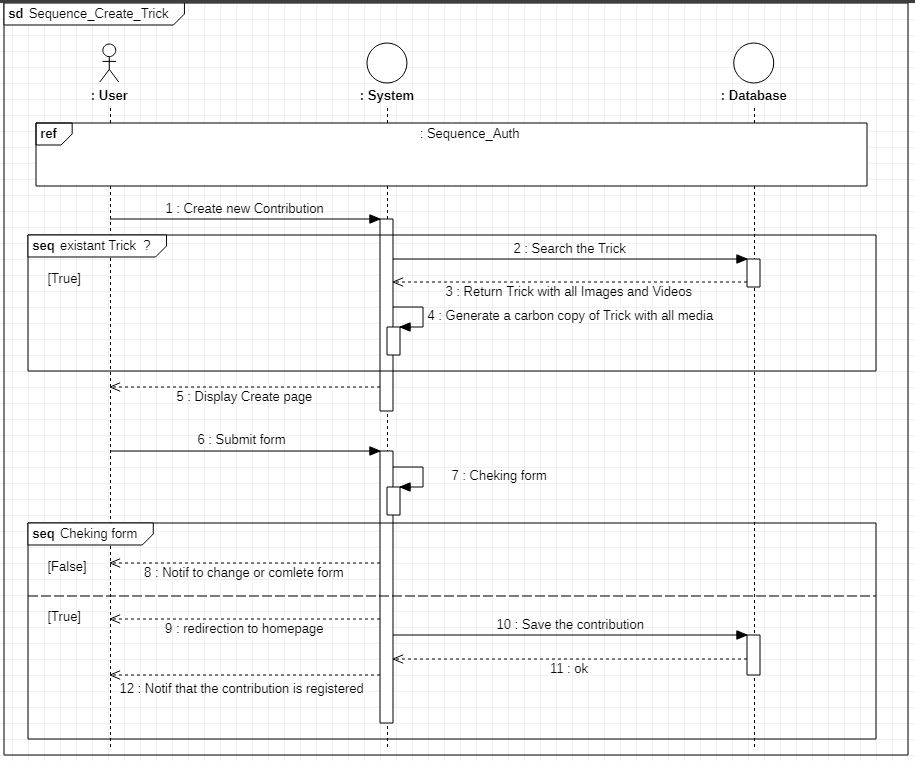 sd Sequence_Create_Trick
: User
: System
: Database
ref
: Sequence_Auth
1 : Create new Contribution
seq existant Trick ?
2 : Search the Trick
[True]
3 : Return Trick with all Images and Videos
4 : Generate a carbon copy of Trick with all media
5 : Display Create page
6 : Submit form
7 : Cheking form
seq Cheking form
[False]
8 : Notif to change or comlete form
[True]
9 : redirection to homepage
10 : Save the contribution
11 : ok
12 : Notif that the contribution is registered